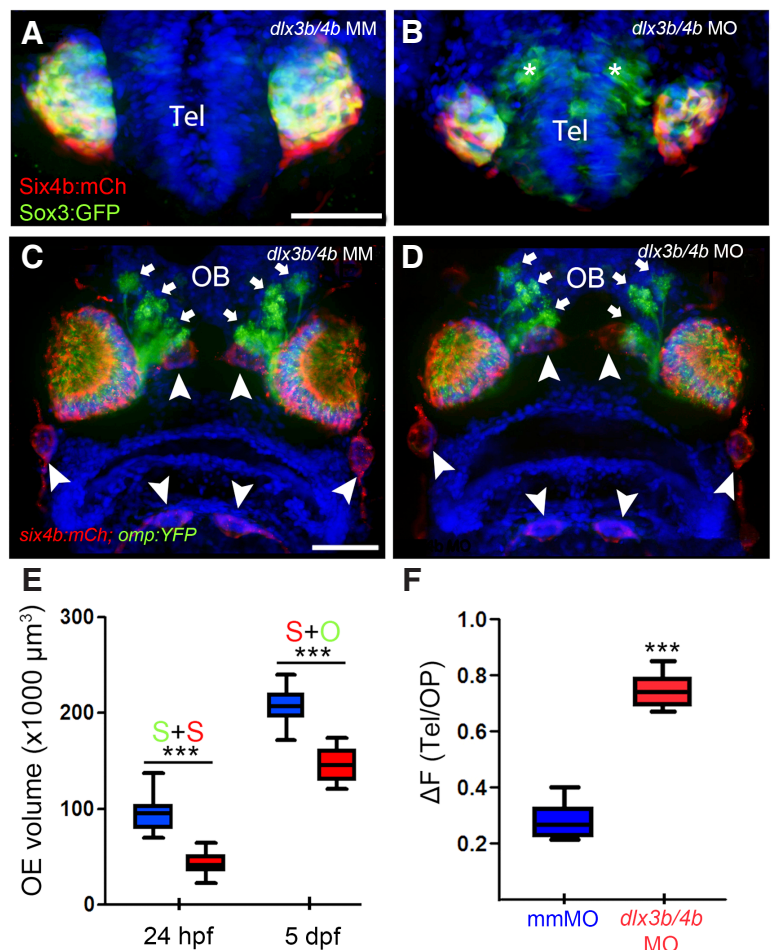 A
dlx3b/4b MM
Tel
Six4b:mCh
Sox3:GFP
B
dlx3b/4b MO
*
*
Tel
C
dlx3b/4b MM
OB
six4b:mCh; omp:YFP
D
dlx3b/4b MO
OB
E
OE volume (x1000 µm³)
300
200
100
0
S+S
***
S+O
***
24 hpf
5 dpf
F
ΔF (Tel/OP)
1.0
0.8
0.6
0.4
0.2
***
mmMO
dlx3b/4b
MO